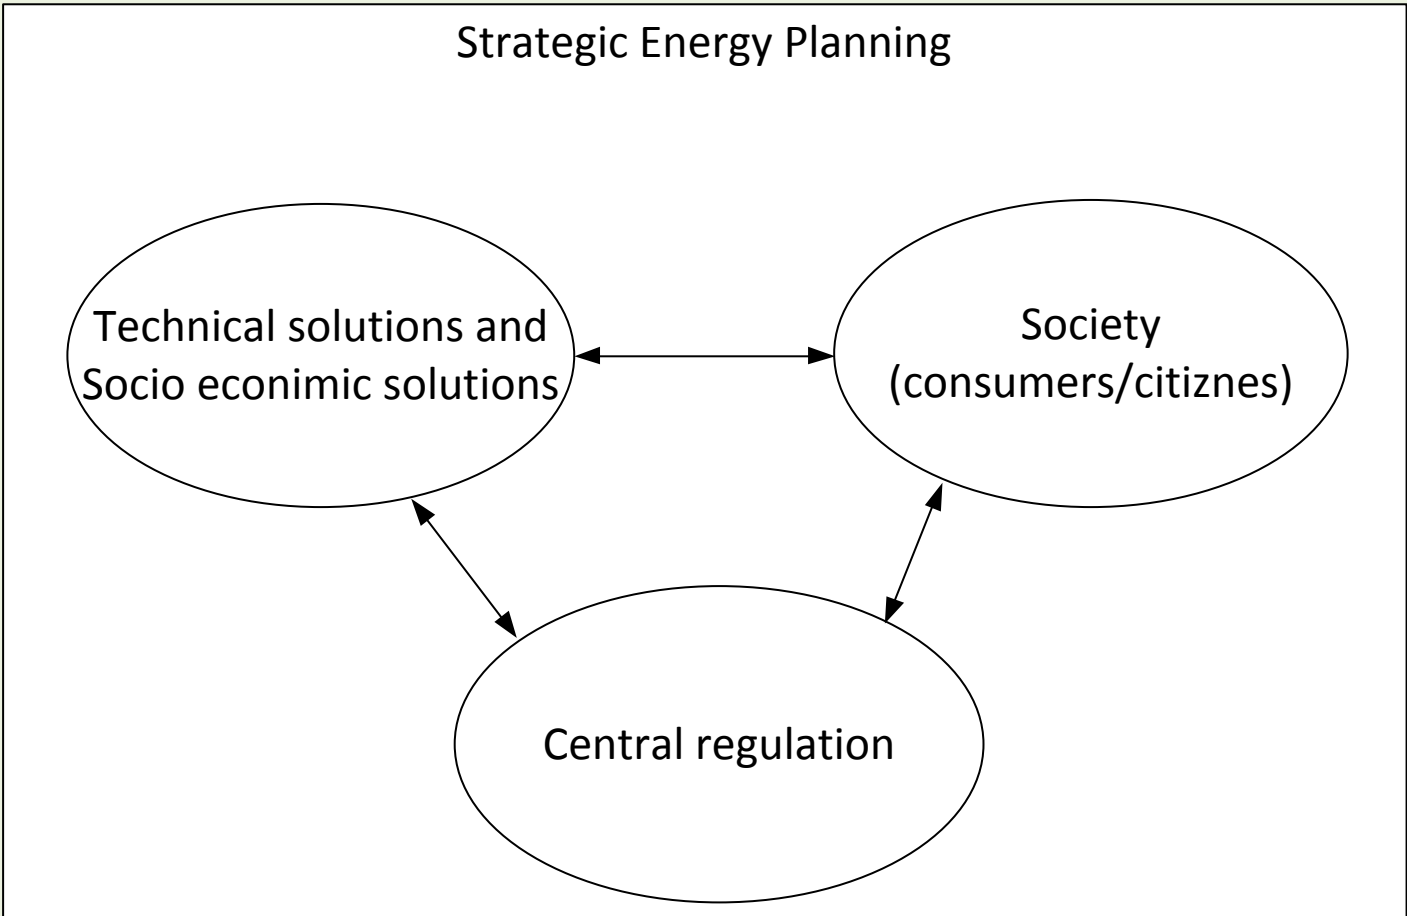 Strategic Energy Planning
Technical solutions and
Socio econimic solutions
Society
(consumers/citiznes)
Central regulation